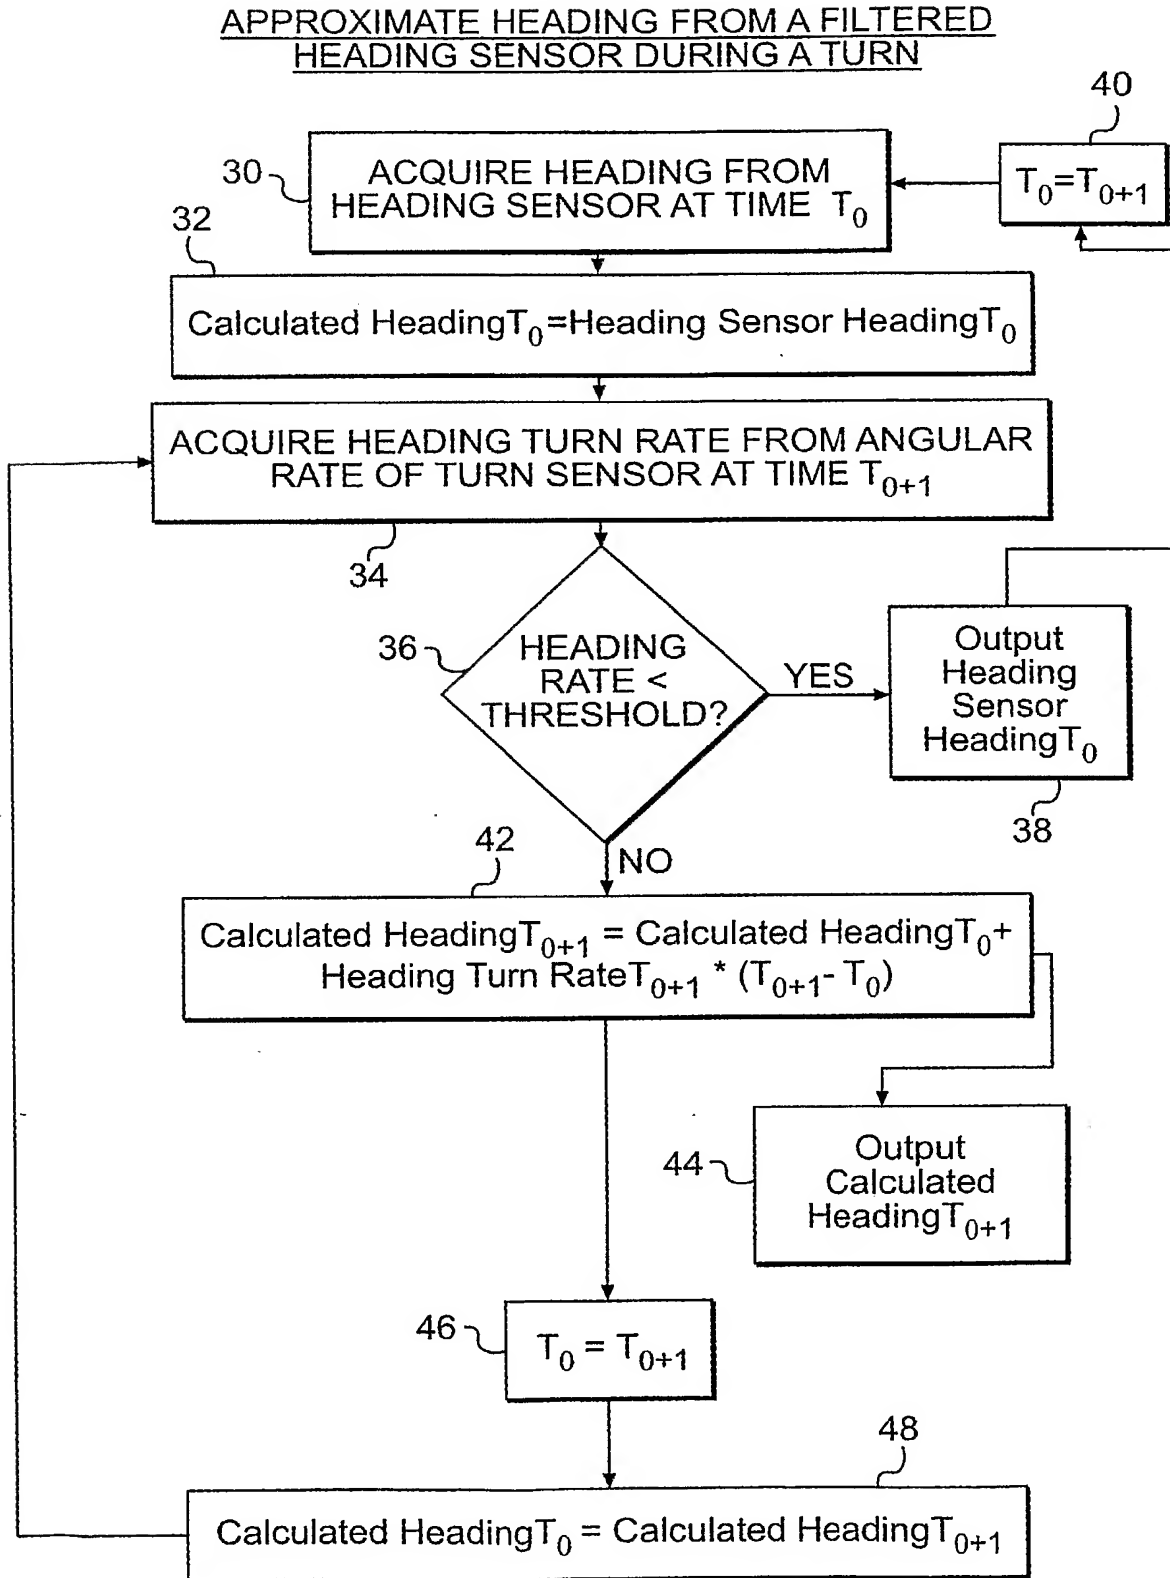 APPROXIMATE HEADING FROM A FILTERED
HEADING SENSOR DURING A TURN
40
30
ACQUIRE HEADING FROM
HEADING SENSOR AT TIME T0
T0=T0+1
32
Calculated HeadingT0=Heading Sensor HeadingT0
ACQUIRE HEADING TURN RATE FROM ANGULAR
RATE OF TURN SENSOR AT TIME T0+1
34
36
HEADING
RATE <
THRESHOLD?
YES
Output
Heading
Sensor
HeadingT0
38
NO
42
Calculated HeadingT0+1 = Calculated HeadingT0+
Heading Turn RateT0+1 * (T0+1- T0)
44
Output
Calculated
HeadingT0+1
46
T0 = T0+1
48
Calculated HeadingT0 = Calculated HeadingT0+1